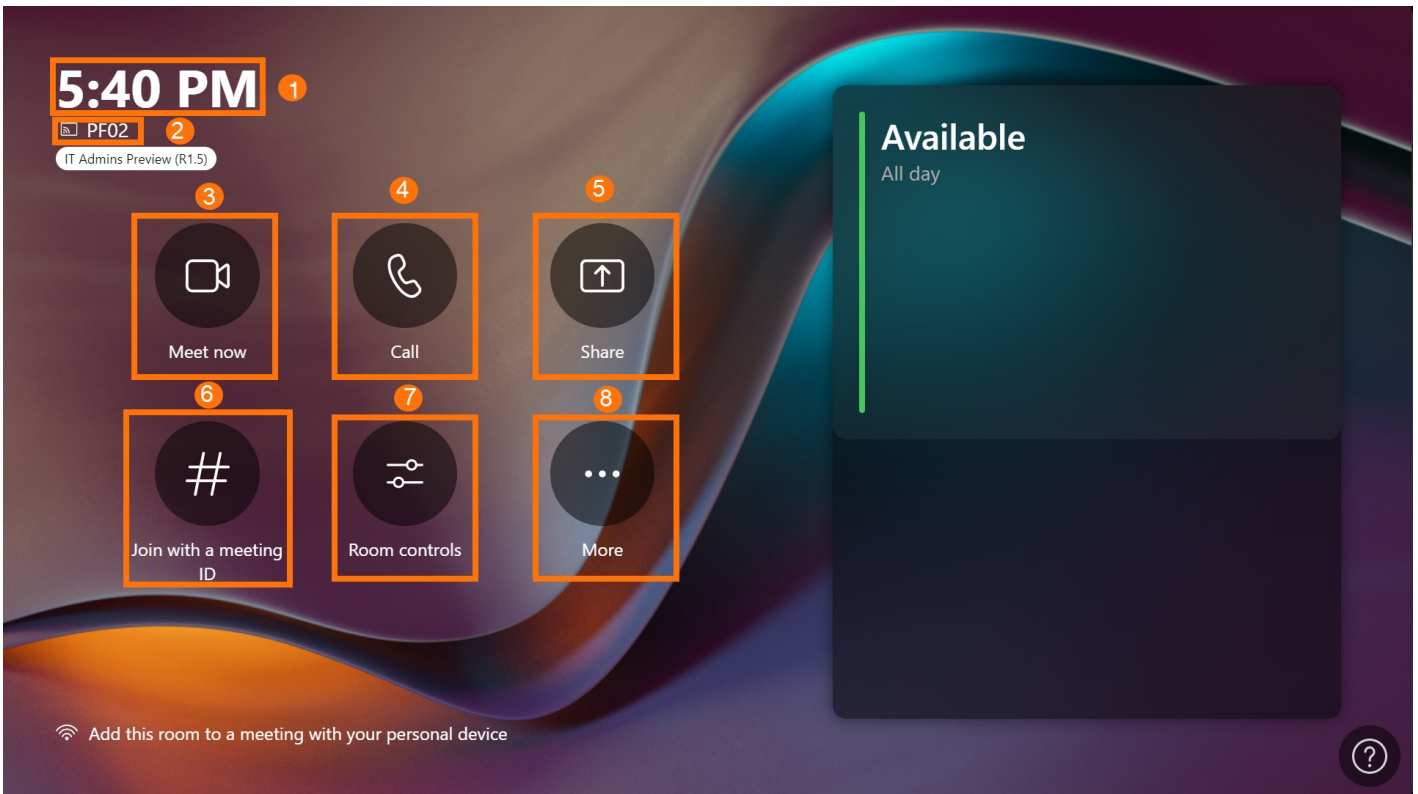 5:40 PM 1
PF02 2
IT Admins Preview (R1.5)
3 4 5
Meet now Call Share
6 7 8
Join with a meeting ID
Room controls
More
Available
All day
Add this room to a meeting with your personal device
?